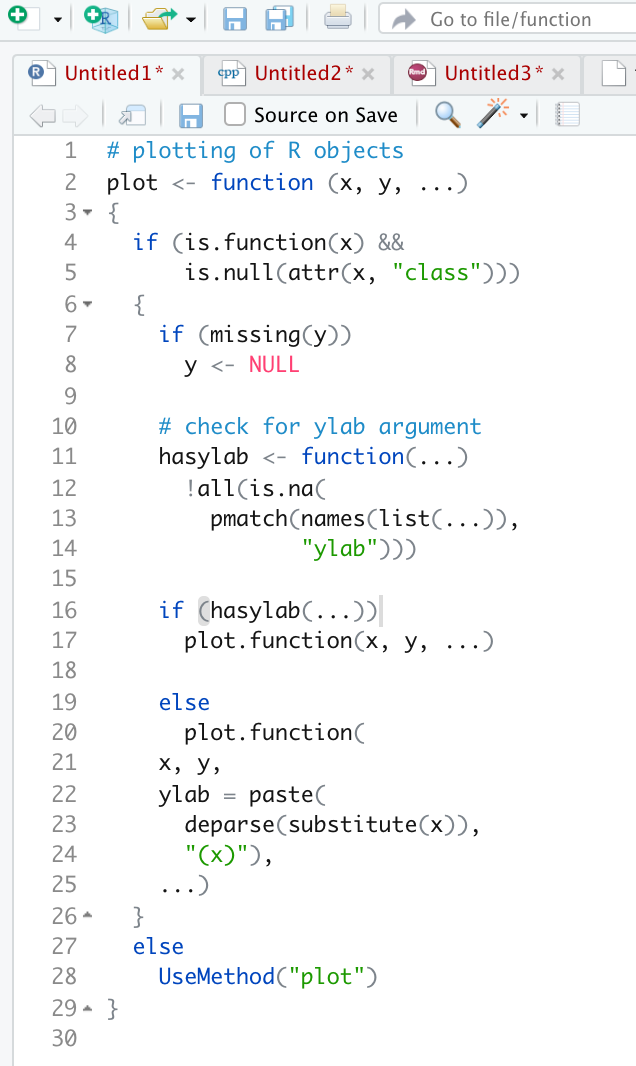 Go to file/function
Untitled1* × Untitled2* × Untitled3* ×
Source on Save
1 # plotting of R objects
2 plot <- function (x, y, ...)
3 {
4   if (is.function(x) &&
5       is.null(attr(x, "class")))
6   {
7     if (missing(y))
8       y <- NULL
9
10     # check for ylab argument
11     hasylab <- function(...)
12       !all(is.na(
13         pmatch(names(list(...)),
14                "ylab")))
15
16     if (hasylab(...))
17       plot.function(x, y, ...)
18
19     else
20       plot.function(
21     x, y,
22     ylab = paste(
23       deparse(substitute(x)),
24       "(x)"),
25     ...)
26   }
27   else
28     UseMethod("plot")
29 }
30